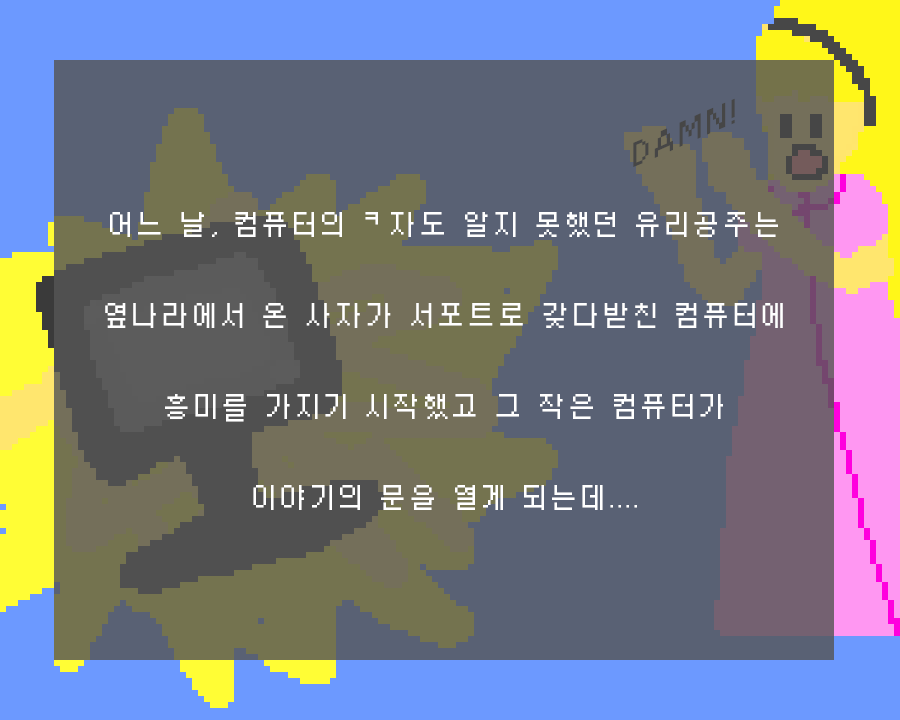 DAMN!
어느 날, 컴퓨터의 ㅋ자도 알지 못했던 유리공주는
옆나라에서 온 사자가 서포트로 갖다받친 컴퓨터에
흥미를 가지기 시작했고 그 작은 컴퓨터가
이야기의 문을 열게 되는데....